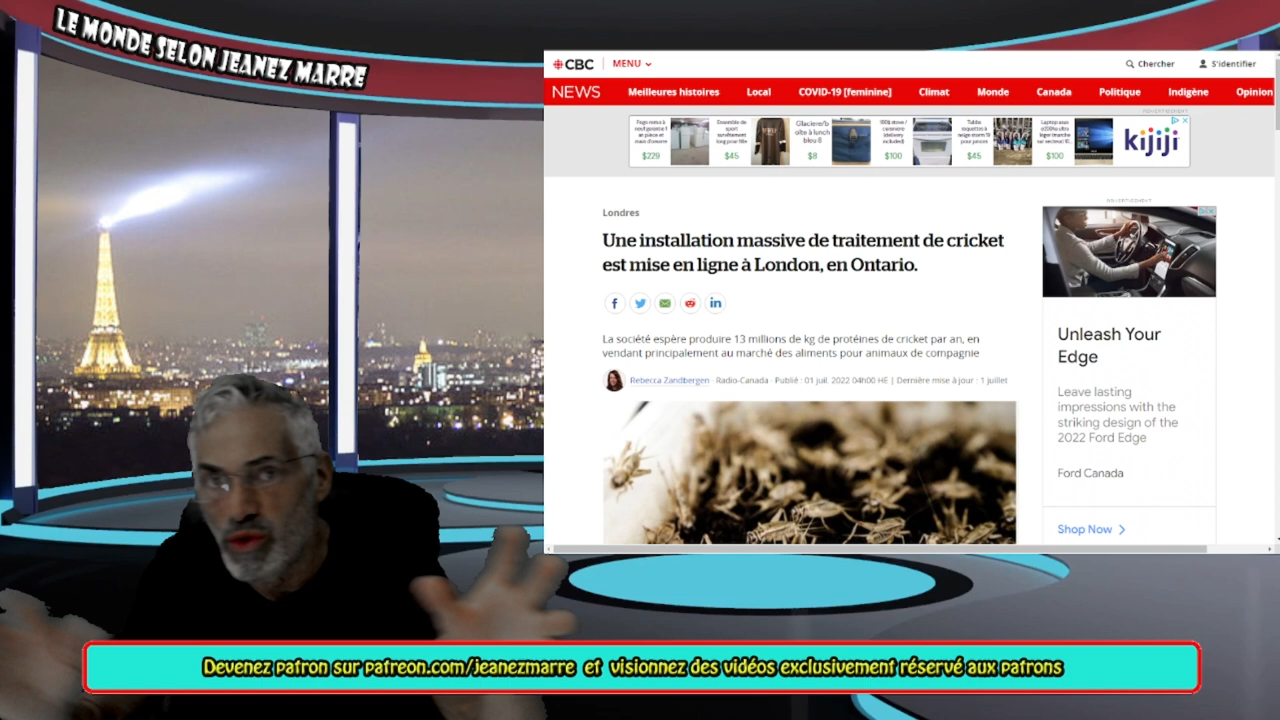 LE MONDE SELON JEANEZ MARRE
CBC MENU Chercher S'identifier
NEWS Meilleures histoires Local COVID-19 [feminine] Climat Monde Canada Politique Indigène Opinion
ADVERTISEMENT
$229 $45 $8 $100 $45 $100 kijiji
Londres
Une installation massive de traitement de cricket
est mise en ligne à London, en Ontario.
La société espère produire 13 millions de kg de protéines de cricket par an, en
vendant principalement au marché des aliments pour animaux de compagnie
Rebecca Zandbergen · Radio-Canada · Publié : 01 juil. 2022 04h00 HE | Dernière mise à jour : 1 juillet
ADVERTISEMENT
Unleash Your
Edge
Leave lasting
impressions with the
striking design of the
2022 Ford Edge
Ford Canada
Shop Now
Devenez patron sur patreon.com/jeanezmarre et visionnez des vidéos exclusivement réservé aux patrons